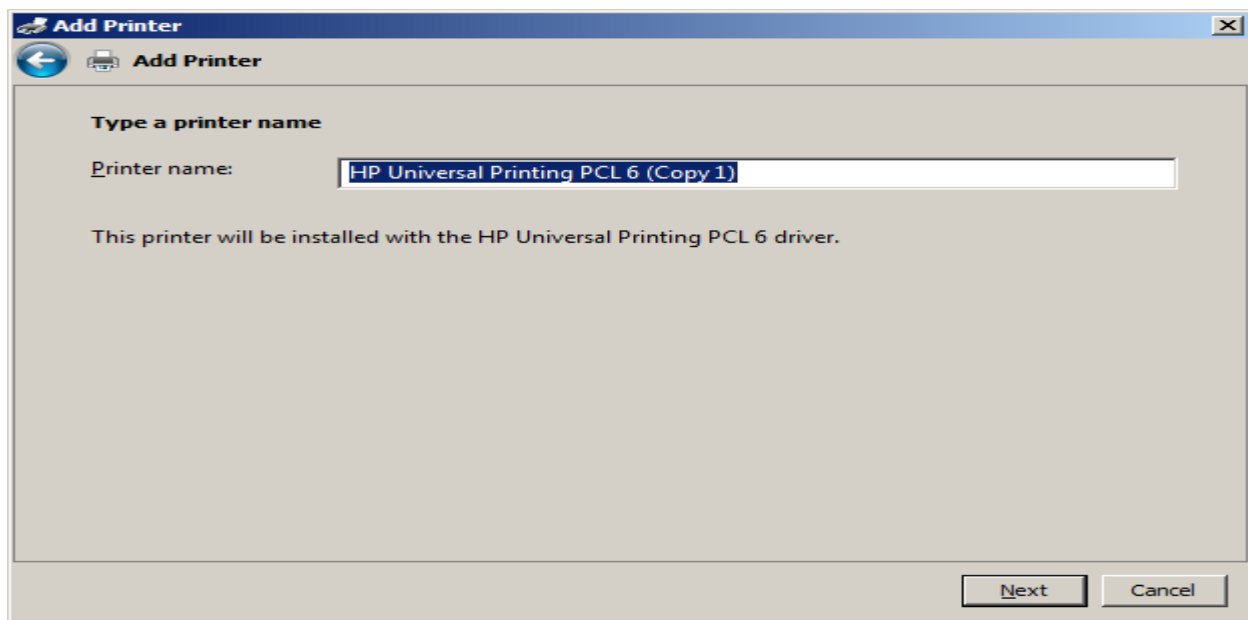 Add Printer
Add Printer
Type a printer name
Printer name: HP Universal Printing PCL 6 (Copy 1)
This printer will be installed with the HP Universal Printing PCL 6 driver.
Next Cancel